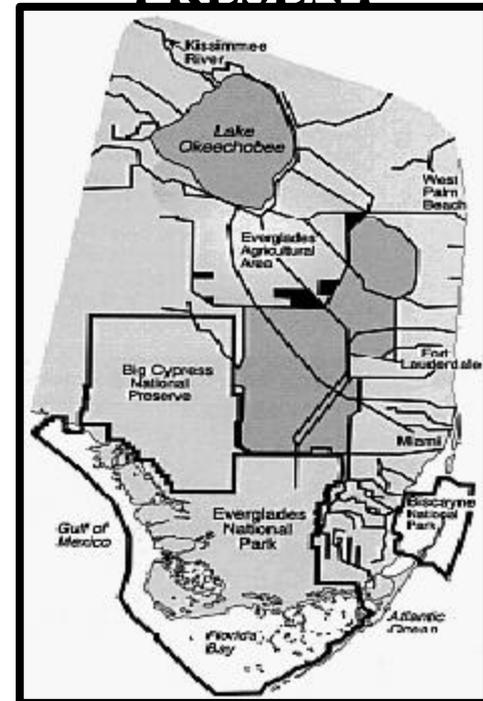 Kissimmee
River
Lake
Okeechobee
West
Palm
Beach
Everglades
Agricultural
Area
Fort
Lauderdale
Big Cypress
National
Preserve
Miami
Biscayne
National
Park
Everglades
National
Park
Gulf of
Mexico
Atlantic
Ocean
Florida
Bay